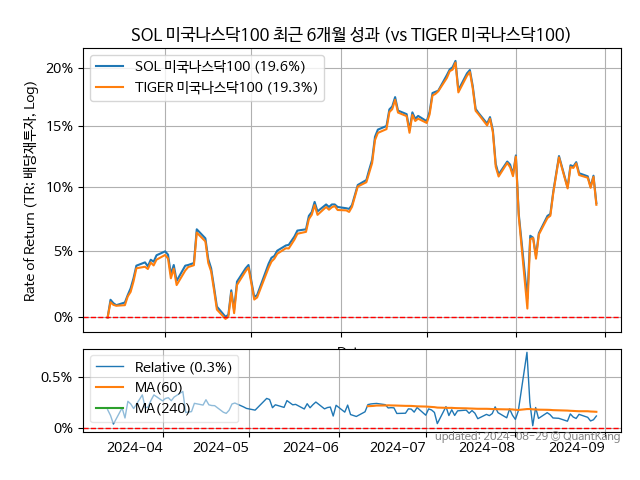 SOL 미국나스닥100 최근 6개월 성과 (vs TIGER 미국나스닥100)
Rate of Return (TR: 배당재투자, Log)
20%
15%
10%
5%
0%
SOL 미국나스닥100 (19.6%)
TIGER 미국나스닥100 (19.3%)
0.5%
0%
Relative (0.3%)
MA(60)
MA(240)
updated: 2024-08-29 © QuantKang
2024-04 2024-05 2024-06 2024-07 2024-08 2024-09